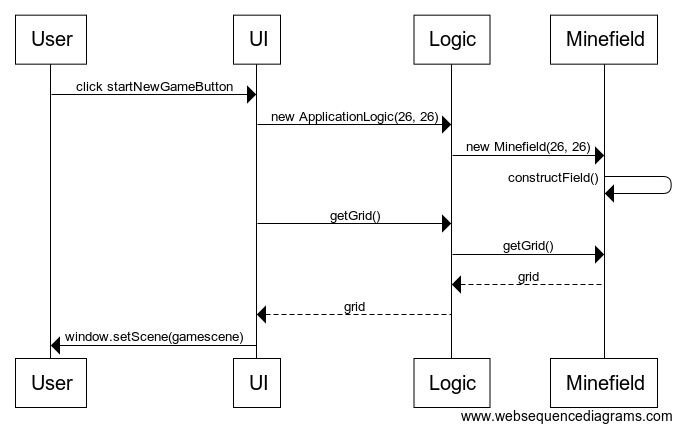 User
UI
Logic
Minefield
click startNewGameButton
new ApplicationLogic(26, 26)
new Minefield(26, 26)
constructField()
getGrid()
getGrid()
grid
grid
window.setScene(gamescene)
User
UI
Logic
Minefield
www.websequencediagrams.com